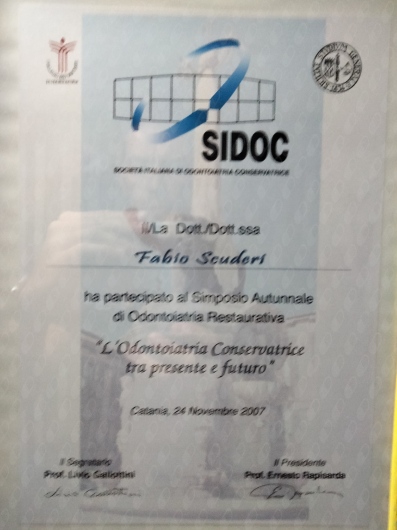 SIDOC
SOCIETÀ ITALIANA DI ODONTOIATRIA CONSERVATRICE
Il/La Dott./Dott.ssa
Fabio Scuderi
ha partecipato al Simposio Autunnale
di Odontoiatria Restaurativa
"L'Odontoiatria Conservatrice
tra presente e futuro"
Catania, 24 Novembre 2007
Il Segretario
Prof. Livio Gallottini
Il Presidente
Prof. Ernesto Rapisarda